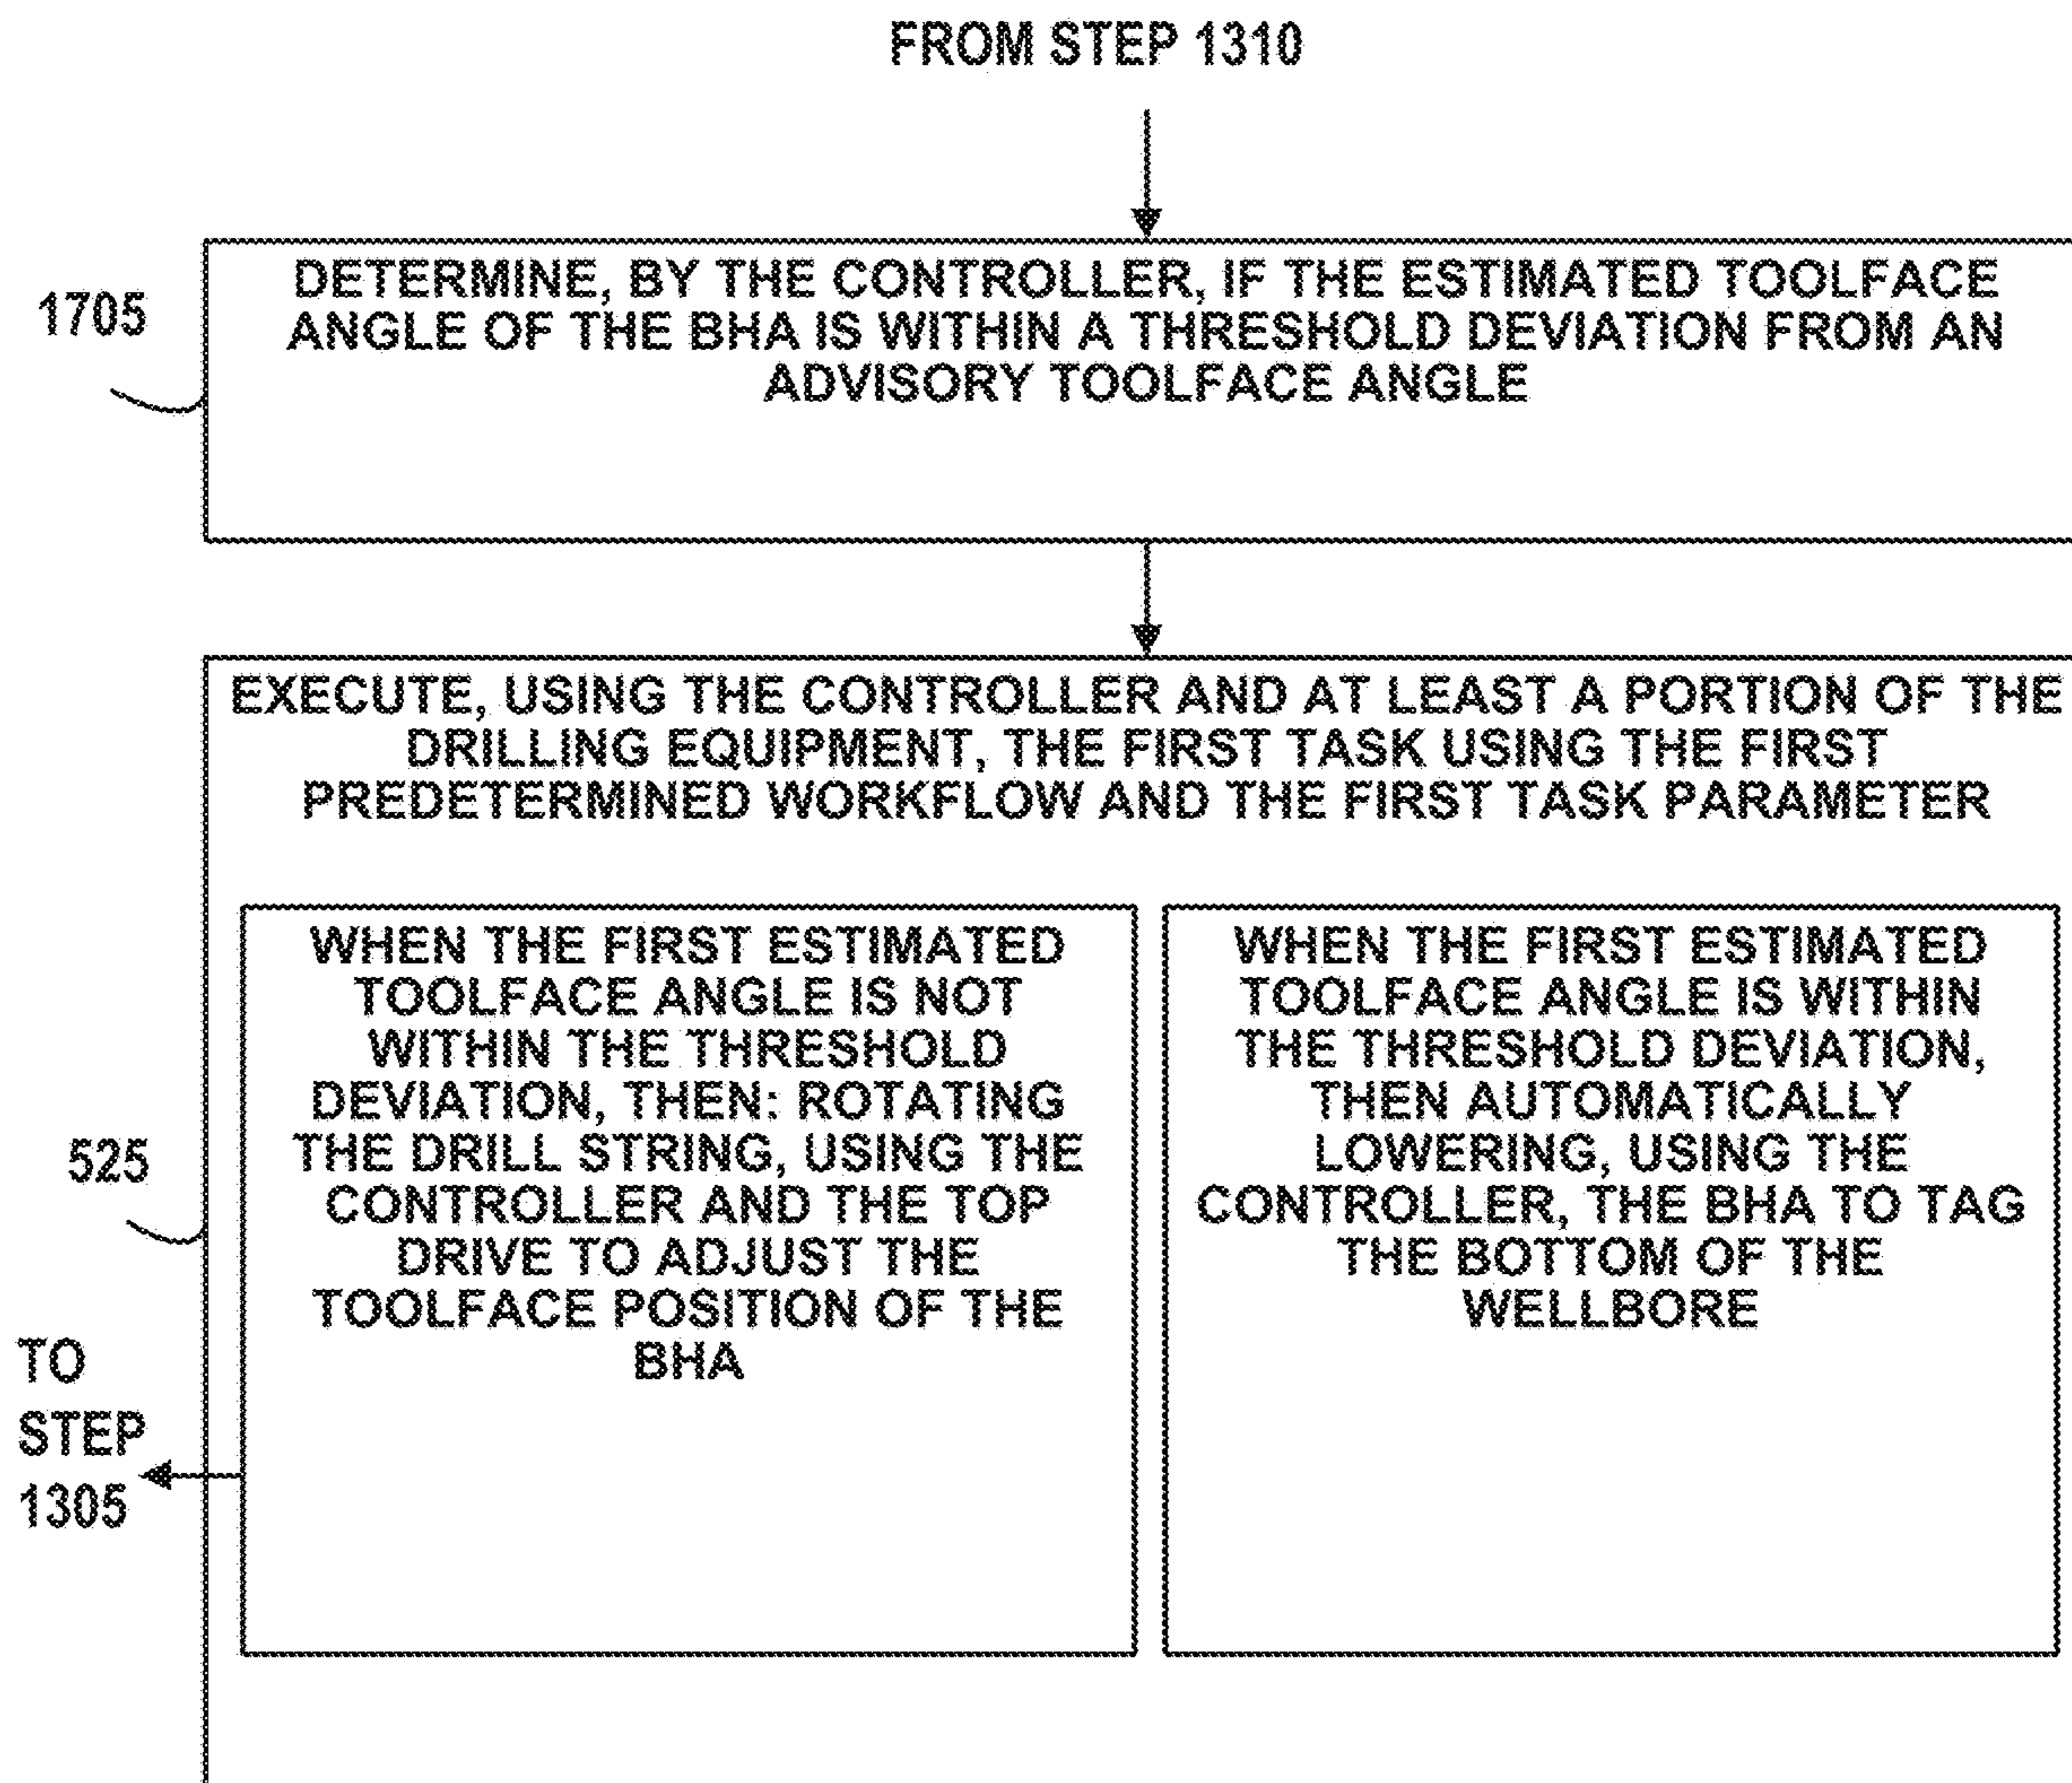 FROM STEP 1310
1705
DETERMINE, BY THE CONTROLLER, IF THE ESTIMATED TOOLFACE
ANGLE OF THE BHA IS WITHIN A THRESHOLD DEVIATION FROM AN
ADVISORY TOOLFACE ANGLE
EXECUTE, USING THE CONTROLLER AND AT LEAST A PORTION OF THE
DRILLING EQUIPMENT, THE FIRST TASK USING THE FIRST
PREDETERMINED WORKFLOW AND THE FIRST TASK PARAMETER
525
WHEN THE FIRST ESTIMATED
TOOLFACE ANGLE IS NOT
WITHIN THE THRESHOLD
DEVIATION, THEN: ROTATING
THE DRILL STRING, USING THE
CONTROLLER AND THE TOP
DRIVE TO ADJUST THE
TOOLFACE POSITION OF THE
BHA
WHEN THE FIRST ESTIMATED
TOOLFACE ANGLE IS WITHIN
THE THRESHOLD DEVIATION,
THEN AUTOMATICALLY
LOWERING, USING THE
CONTROLLER, THE BHA TO TAG
THE BOTTOM OF THE
WELLBORE
TO
STEP
1305